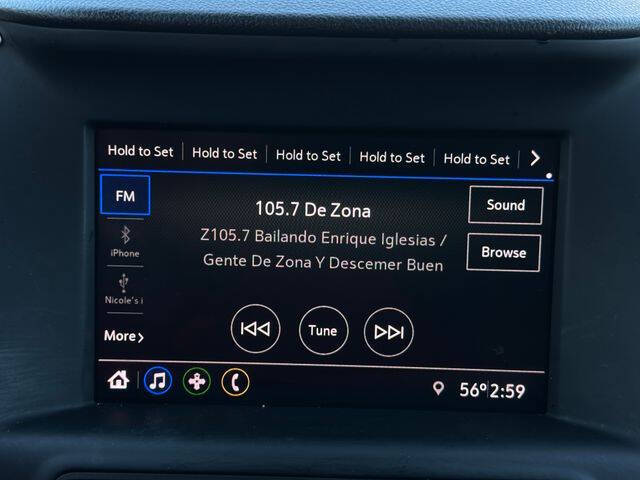 Hold to Set Hold to Set Hold to Set Hold to Set Hold to Set
FM
105.7 De Zona
Sound
iPhone
Z105.7 Bailando Enrique Iglesias /
Gente De Zona Y Descemer Buen
Browse
Nicole's i
More
Tune
56° 2:59